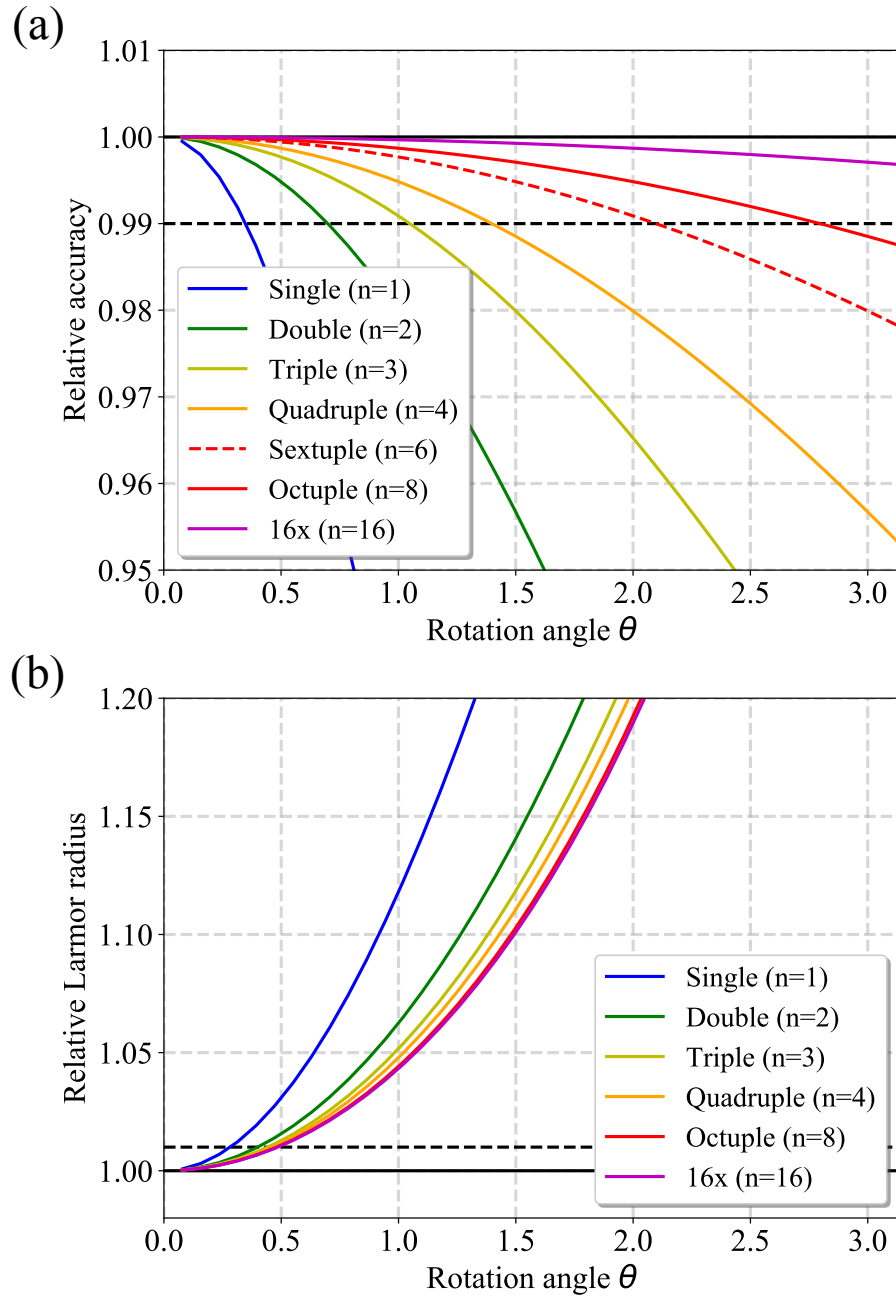 (a)
1.01
1.00
0.99
0.98
0.97
0.96
0.95
Relative accuracy
Single (n=1)
Double (n=2)
Triple (n=3)
Quadruple (n=4)
Sextuple (n=6)
Octuple (n=8)
16x (n=16)
0.0 0.5 1.0 1.5 2.0 2.5 3.0
Rotation angle θ
(b)
1.20
1.15
1.10
1.05
1.00
Relative Larmor radius
Single (n=1)
Double (n=2)
Triple (n=3)
Quadruple (n=4)
Octuple (n=8)
16x (n=16)
0.0 0.5 1.0 1.5 2.0 2.5 3.0
Rotation angle θ